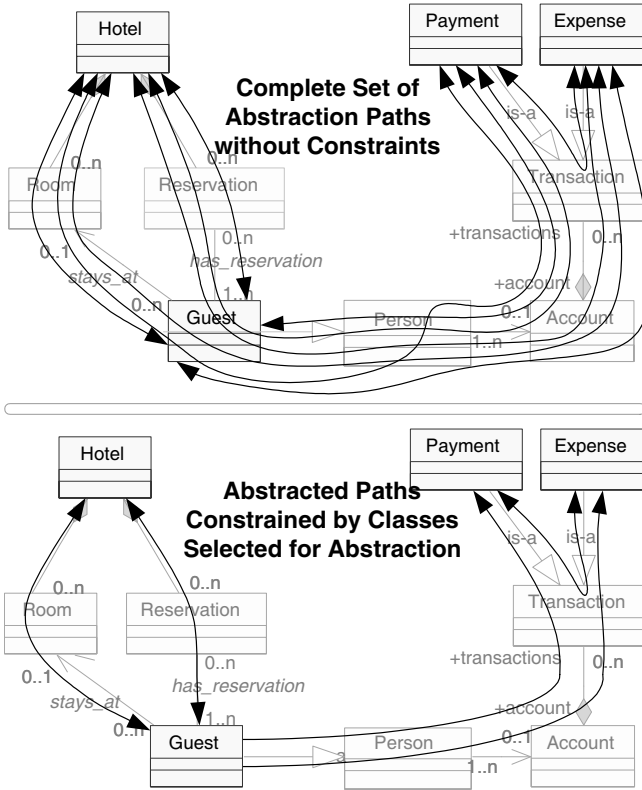 Hotel
Payment
Expense
Complete Set of
Abstraction Paths
without Constraints
is-a
is-a
0..n
0..n
Room
Reservation
Transaction
0..n
+transactions
0..n
0..1
stays_at
has_reservation
+account
0..n
1..n
Guest
Person
0..1
Account
1..n
Hotel
Payment
Expense
Abstracted Paths
Constrained by Classes
Selected for Abstraction
is-a
is-a
0..n
0..n
Room
Reservation
Transaction
0..n
+transactions
0..n
0..1
stays_at
has_reservation
+account
0..n
1..n
Guest
Person
0..1
Account
1..n